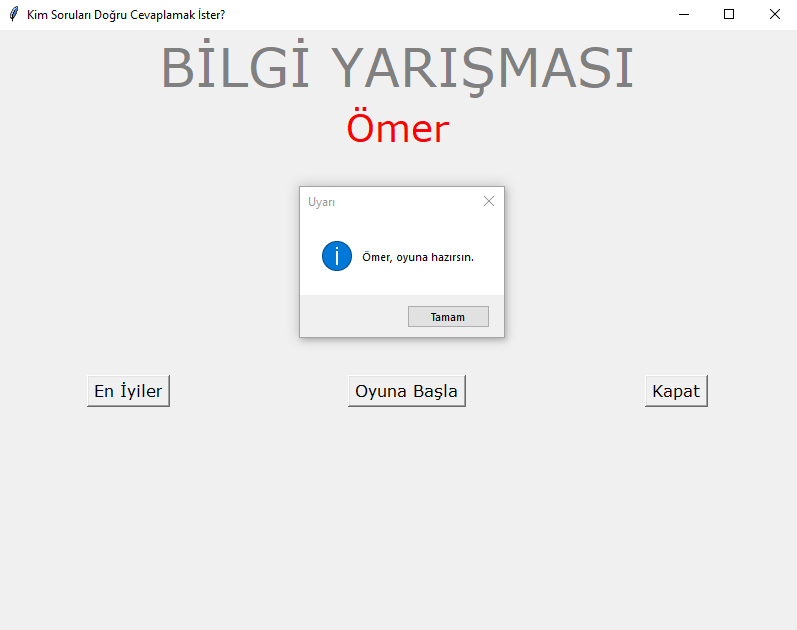 Kim Soruları Doğru Cevaplamak İster?
BİLGİ YARIŞMASI
Ömer
Uyarı
Ömer, oyuna hazırsın.
Tamam
En İyiler
Oyuna Başla
Kapat